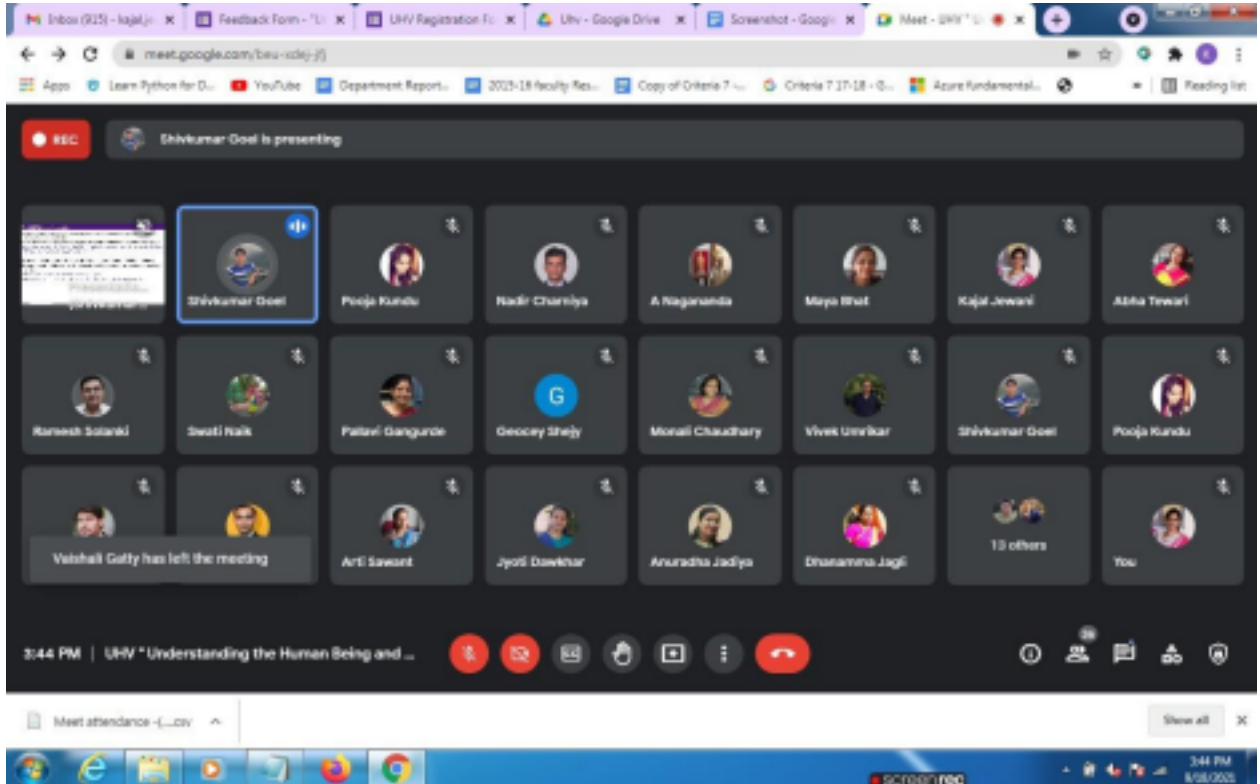 Inbox (915) - kajal.je
Feedback Form - "U
UHV Registration Fo
Uhv - Google Drive
Screenshot - Google
Meet - UHV "U
meet.google.com/
Apps
Learn Python for D...
YouTube
Department Report...
2015-16 faculty Res...
Copy of Criteria 7 -...
Criteria 7 17-18 - G...
Azure fundamental...
Reading list
REC
Shivkumar Goel is presenting
Shivkumar Goel
Pooja Kundu
Nadir Charniya
A Nagananda
Maya Bhat
Kajal Jewani
Abha Tewari
Ramesh Solanki
Swati Naik
Pallavi Gangurde
G
Geocey Shejy
Monali Chaudhary
Vivek Umrikar
Shivkumar Goel
Pooja Kundu
Vaishali Gatty has left the meeting
Arti Sawant
Jyoti Dawkhar
Anuradha Jadiya
Dhanamma Jagli
13 others
You
3:44 PM | UHV " Understanding the Human Being and ...
Meet attendance -(....csv
Show all
screenrec
3:44 PM